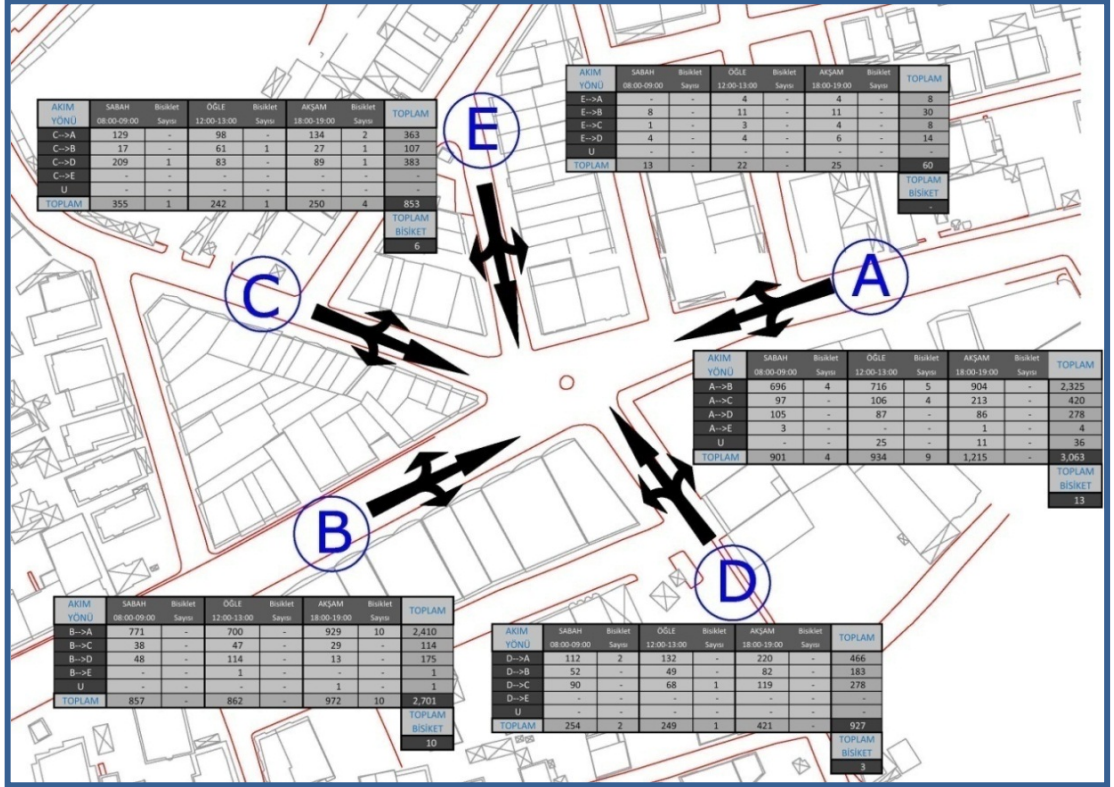 E
AKIM YÖNÜ SABAH 08:00-09:00 Bisiklet Sayısı ÖĞLE 12:00-13:00 Bisiklet Sayısı AKŞAM 18:00-19:00 Bisiklet Sayısı TOPLAM
C-->A 129 - 98 - 134 2 363
C-->B 17 - 61 1 27 1 107
C-->D 209 1 83 - 89 1 383
C-->E - - - - - - -
U - - - - - - -
TOPLAM 355 1 242 1 250 4 853
TOPLAM
BİSİKET
6
AKIM YÖNÜ SABAH 08:00-09:00 Bisiklet Sayısı ÖĞLE 12:00-13:00 Bisiklet Sayısı AKŞAM 18:00-19:00 Bisiklet Sayısı TOPLAM
E-->A - - 4 - 4 - 8
E-->B 8 - 11 - 11 - 30
E-->C 1 - 3 - 4 - 8
E-->D 4 - 4 - 6 - 14
U - - - - - - -
TOPLAM 13 - 22 - 25 - 60
TOPLAM
BİSİKET
-
C
A
AKIM YÖNÜ SABAH 08:00-09:00 Bisiklet Sayısı ÖĞLE 12:00-13:00 Bisiklet Sayısı AKŞAM 18:00-19:00 Bisiklet Sayısı TOPLAM
A-->B 696 4 716 5 904 - 2,325
A-->C 97 - 106 4 213 - 420
A-->D 105 - 87 - 86 - 278
A-->E 3 - - - 1 - 4
U - - 25 - 11 - 36
TOPLAM 901 4 934 9 1,215 - 3,063
TOPLAM
BİSİKET
13
B
D
AKIM YÖNÜ SABAH 08:00-09:00 Bisiklet Sayısı ÖĞLE 12:00-13:00 Bisiklet Sayısı AKŞAM 18:00-19:00 Bisiklet Sayısı TOPLAM
B-->A 771 - 700 - 929 10 2,410
B-->C 38 - 47 - 29 - 114
B-->D 48 - 114 - 13 - 175
B-->E - - 1 - - - 1
U - - - - 1 - 1
TOPLAM 857 - 862 - 972 10 2,701
TOPLAM
BİSİKET
10
AKIM YÖNÜ SABAH 08:00-09:00 Bisiklet Sayısı ÖĞLE 12:00-13:00 Bisiklet Sayısı AKŞAM 18:00-19:00 Bisiklet Sayısı TOPLAM
D-->A 112 2 132 - 220 - 466
D-->B 52 - 49 - 82 - 183
D-->C 90 - 68 1 119 - 278
D-->E - - - - - - -
U - - - - - - -
TOPLAM 254 2 249 1 421 - 927
TOPLAM
BİSİKET
3